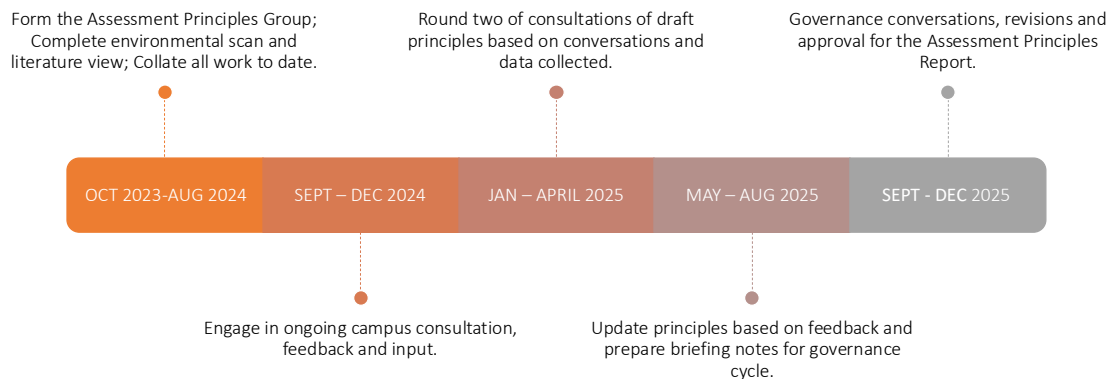 Form the Assessment Principles Group;
Complete environmental scan and
literature view; Collate all work to date.
Round two of consultations of draft
principles based on conversations and
data collected.
Governance conversations, revisions and
approval for the Assessment Principles
Report.
OCT 2023-AUG 2024
SEPT – DEC 2024
JAN – APRIL 2025
MAY – AUG 2025
SEPT - DEC 2025
Engage in ongoing campus consultation,
feedback and input.
Update principles based on feedback and
prepare briefing notes for governance
cycle.